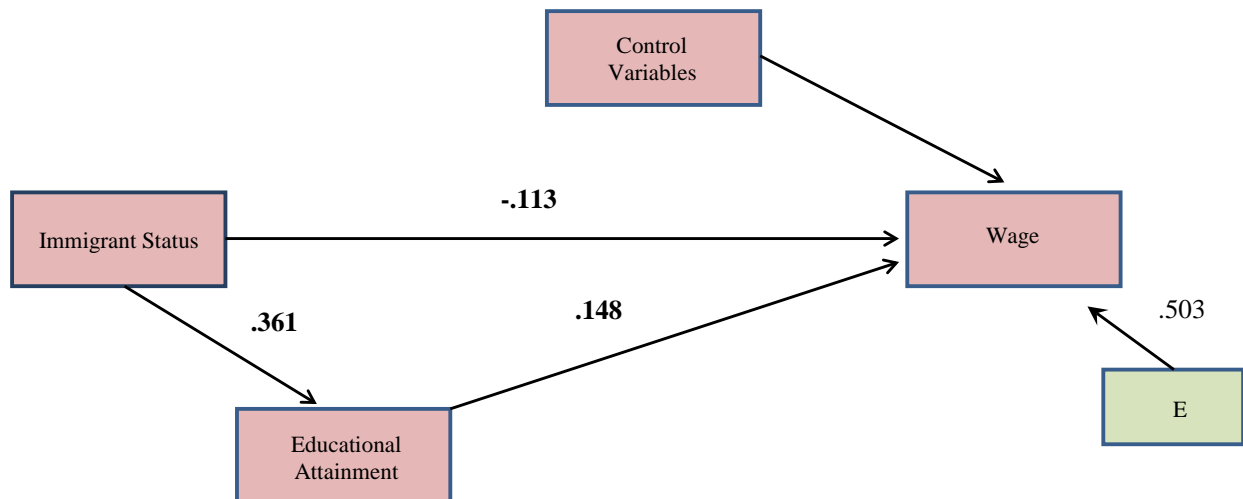 Control
Variables
-.113
Immigrant Status
Wage
.361
.148
.503
E
Educational
Attainment